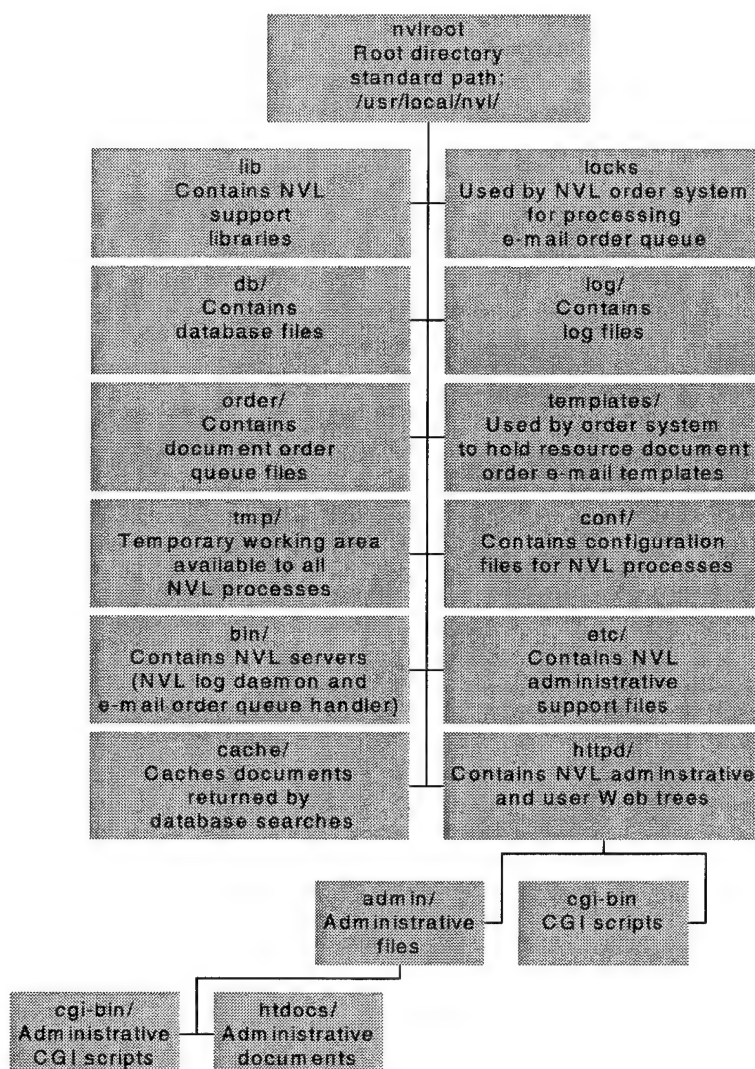 nvlroot
Root directory
standard path:
/usr/local/nvl/
lib
Contains NVL
support
libraries
locks
Used by NVL order system
for processing
e-mail order queue
db/
Contains
database files
log/
Contains
log files
order/
Contains
document order
queue files
templates/
Used by order system
to hold resource document
order e-mail templates
tmp/
Temporary working area
available to all
NVL processes
conf/
Contains configuration
files for NVL processes
bin/
Contains NVL servers
(NVL log daemon and
e-mail order queue handler)
etc/
Contains NVL
administrative
support files
cache/
Caches documents
returned by
database searches
httpd/
Contains NVL adminstrative
and user Web trees
admin/
Administrative
files
cgi-bin
CGI scripts
cgi-bin/
Administrative
CGI scripts
htdocs/
Administrative
documents